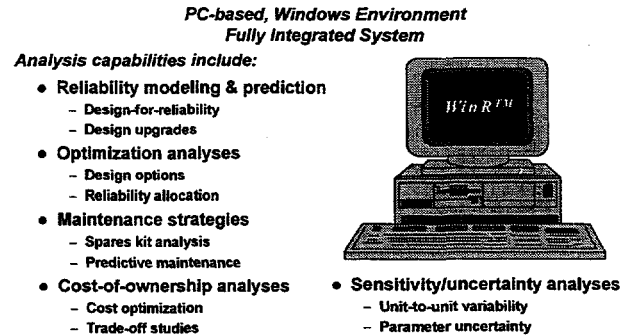 PC-based, Windows Environment
Fully Integrated System
Analysis capabilities include:
● Reliability modeling & prediction
– Design-for-reliability
– Design upgrades
● Optimization analyses
– Design options
– Reliability allocation
● Maintenance strategies
– Spares kit analysis
– Predictive maintenance
● Cost-of-ownership analyses
– Cost optimization
– Trade-off studies
WinR™
● Sensitivity/uncertainty analyses
– Unit-to-unit variability
– Parameter uncertainty